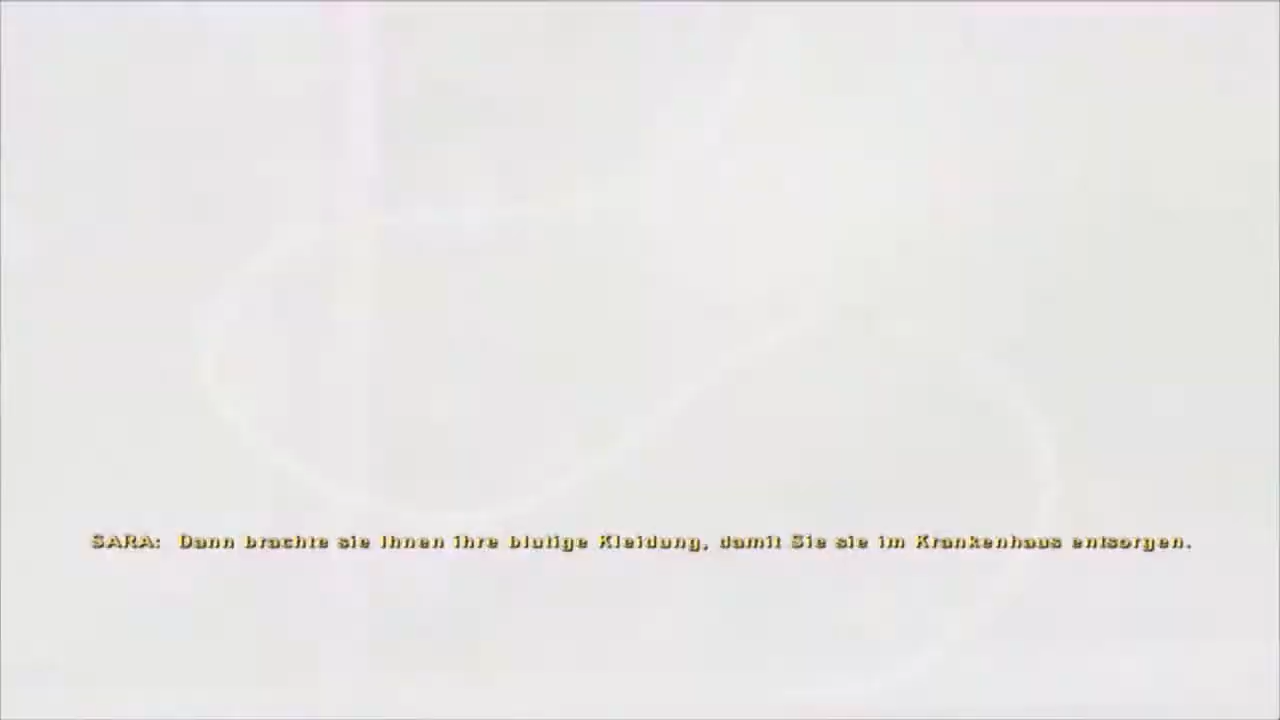 SARA: Dann brachte sie Ihnen ihre blutige Kleidung, damit Sie sie im Krankenhaus entsorgen.